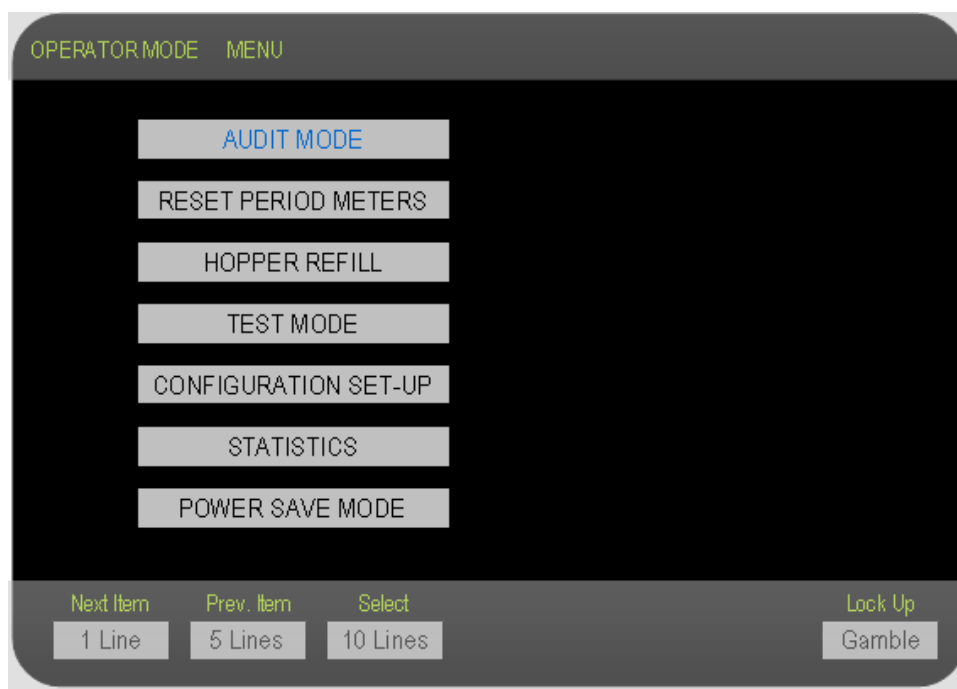 OPERATOR MODE MENU
AUDIT MODE
RESET PERIOD METERS
HOPPER REFILL
TEST MODE
CONFIGURATION SET-UP
STATISTICS
POWER SAVE MODE
Next Item Prev. Item Select Lock Up
1 Line 5 Lines 10 Lines Gamble